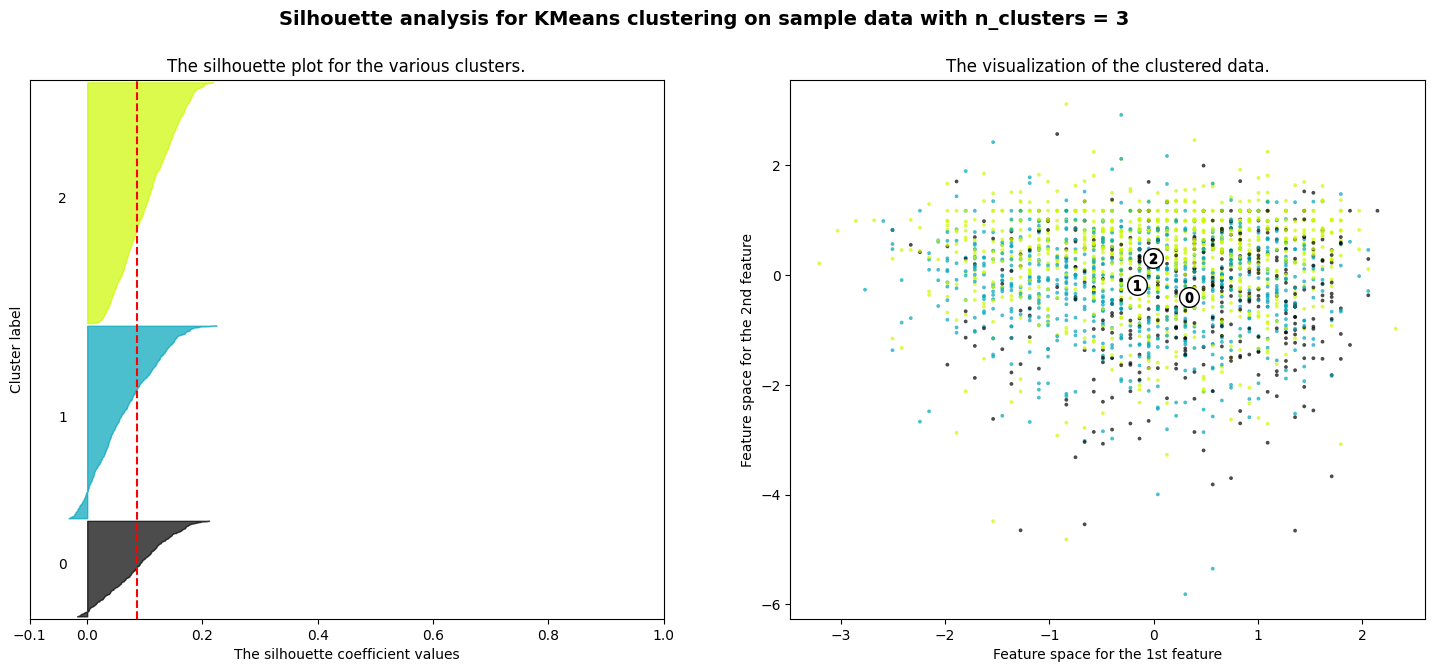 Silhouette analysis for KMeans clustering on sample data with n_clusters = 3
The silhouette plot for the various clusters.
2
1
0
Cluster label
−0.1 0.0 0.2 0.4 0.6 0.8 1.0
The silhouette coefficient values
The visualization of the clustered data.
2
0
−2
−4
−6
Feature space for the 2nd feature
2
1
0
−3 −2 −1 0 1 2
Feature space for the 1st feature